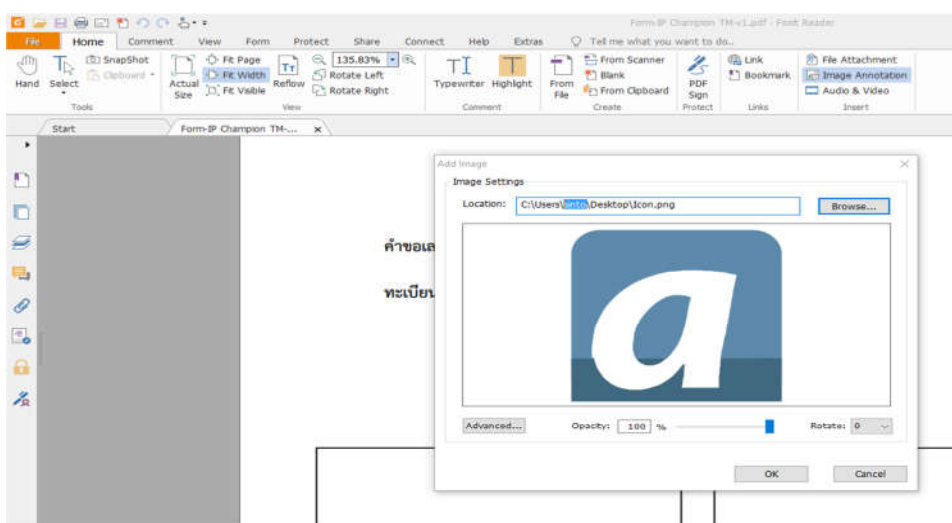 Form-IP Champion TM-v1.pdf - Foxit Reader
File Home Comment View Form Protect Share Connect Help Extras Tell me what you want to do...
Hand
Select
SnapShot
Clipboard
Tools
Actual Size
Fit Page
Fit Width
Fit Visible
Reflow
135.83%
Rotate Left
Rotate Right
View
Typewriter
Highlight
Comment
From File
From Scanner
Blank
From Clipboard
Create
PDF Sign
Protect
Link
Bookmark
Links
File Attachment
Image Annotation
Audio & Video
Insert
Start
Form-IP Champion TM-... x
Add Image
Image Settings
Location: C:\Users\into\Desktop\Icon.png Browse...
a
คำขอเล
ทะเบียน
Advanced... Opacity: 100 % Rotate: 0
OK Cancel